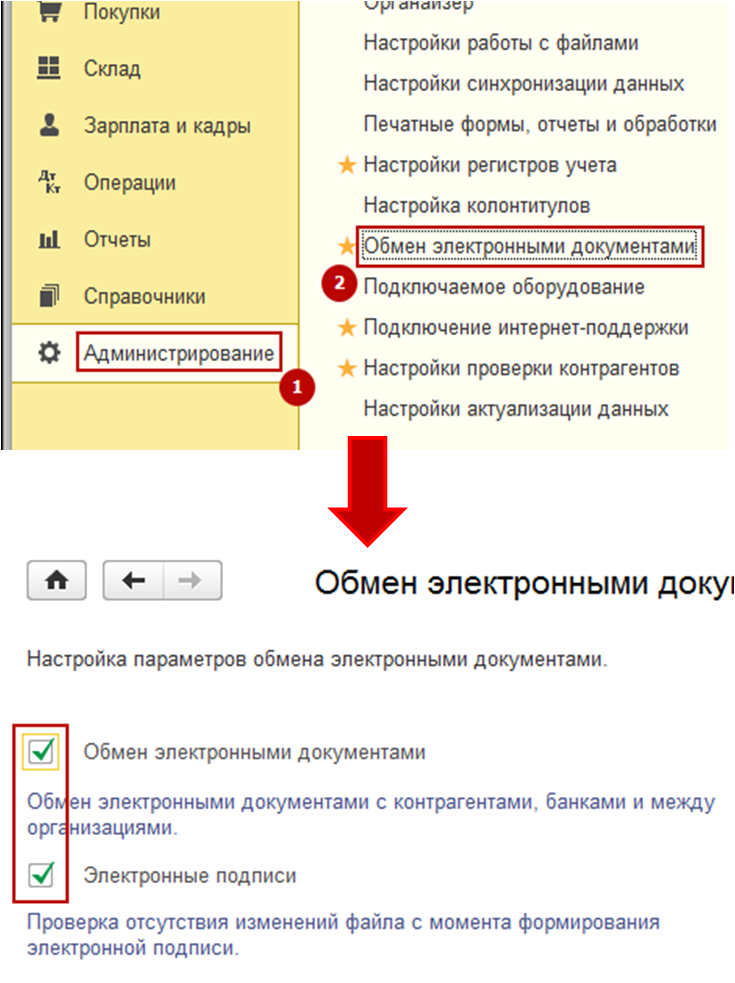 Покупки
Склад
Зарплата и кадры
Дт
Кт
Операции
Отчеты
Справочники
Администрирование
1
Органайзер
Настройки работы с файлами
Настройки синхронизации данных
Печатные формы, отчеты и обработки
Настройки регистров учета
Настройка колонтитулов
Обмен электронными документами
2
Подключаемое оборудование
Подключение интернет-поддержки
Настройки проверки контрагентов
Настройки актуализации данных
Обмен электронными доку
Настройка параметров обмена электронными документами.
Обмен электронными документами
Обмен электронными документами с контрагентами, банками и между
организациями.
Электронные подписи
Проверка отсутствия изменений файла с момента формирования
электронной подписи.